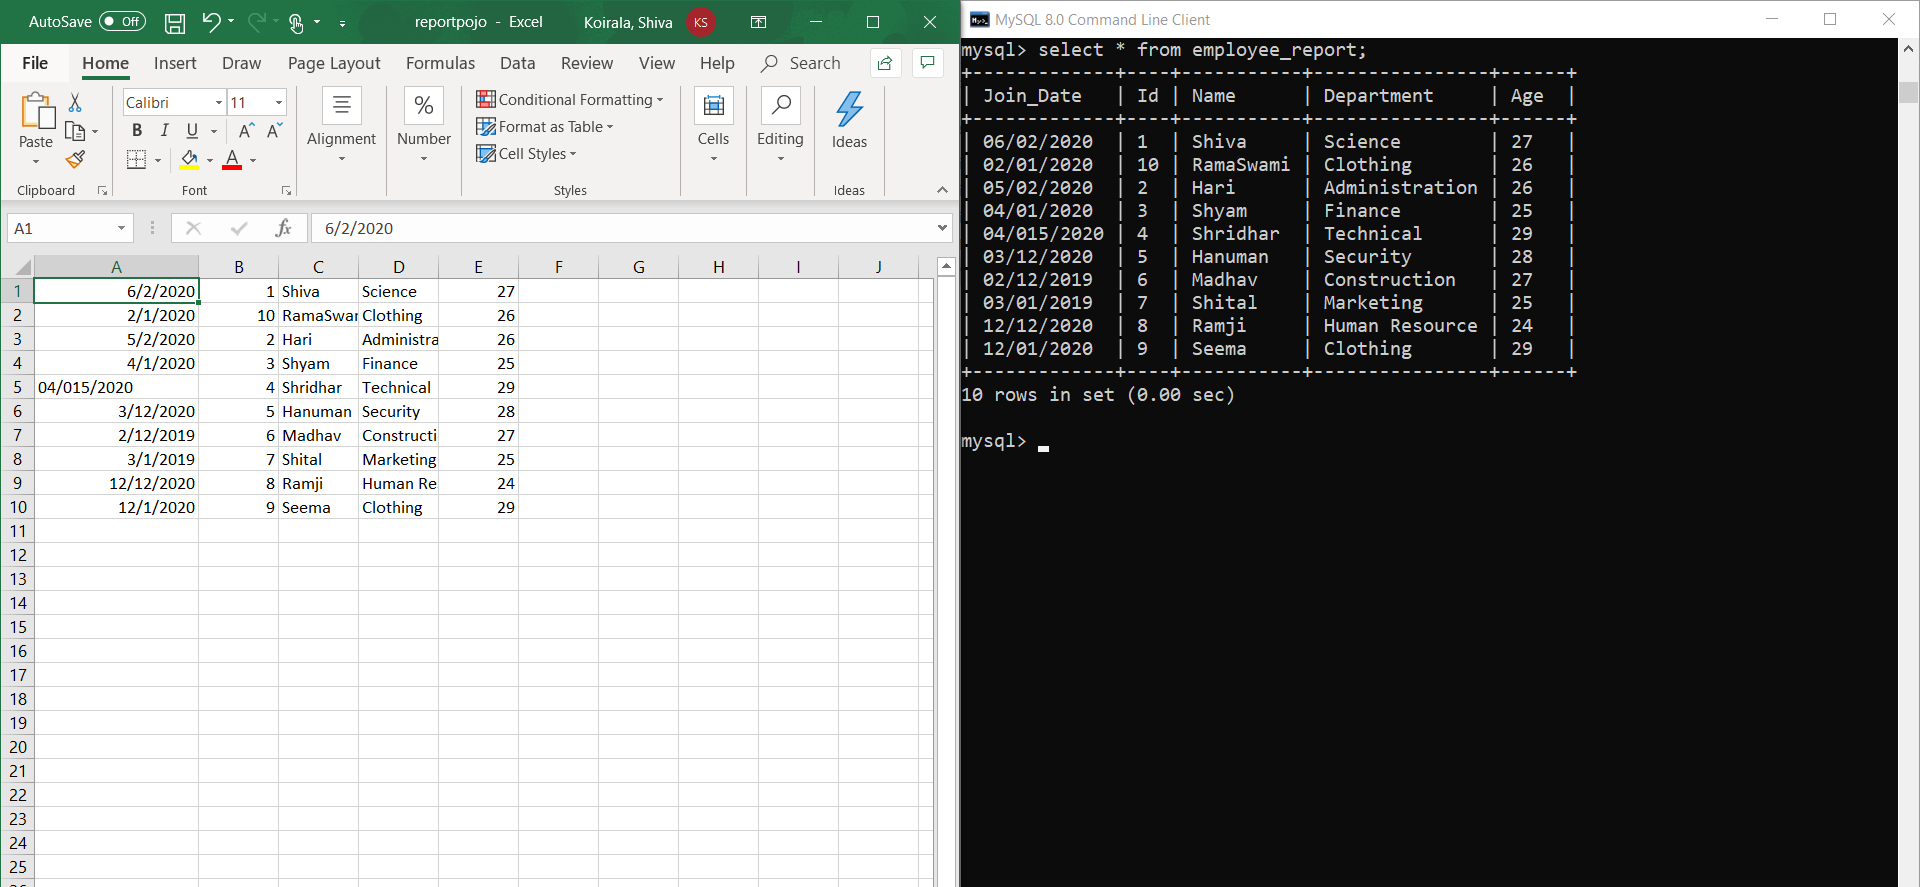 AutoSave Off reportpojo - Excel Koirala, Shiva KS
File Home Insert Draw Page Layout Formulas Data Review View Help Search
Paste
Clipboard
Calibri 11
B I U A^ A˅
A
Font
Alignment
% Number
Conditional Formatting
Format as Table
Cell Styles
Styles
Cells
Editing
Ideas
Ideas
A1 fx 6/2/2020
A B C D E F G H I J
1 6/2/2020 1 Shiva Science 27
2 2/1/2020 10 RamaSwar Clothing 26
3 5/2/2020 2 Hari Administra 26
4 4/1/2020 3 Shyam Finance 25
5 04/015/2020 4 Shridhar Technical 29
6 3/12/2020 5 Hanuman Security 28
7 2/12/2019 6 Madhav Constructi 27
8 3/1/2019 7 Shital Marketing 25
9 12/12/2020 8 Ramji Human Re 24
10 12/1/2020 9 Seema Clothing 29
11
12
13
14
15
16
17
18
19
20
21
22
23
24
25
MySQL 8.0 Command Line Client
mysql> select * from employee_report;
+-------------+----+-----------+----------------+------+
| Join_Date | Id | Name | Department | Age |
+-------------+----+-----------+----------------+------+
| 06/02/2020 | 1 | Shiva | Science | 27 |
| 02/01/2020 | 10 | RamaSwami | Clothing | 26 |
| 05/02/2020 | 2 | Hari | Administration | 26 |
| 04/01/2020 | 3 | Shyam | Finance | 25 |
| 04/015/2020 | 4 | Shridhar | Technical | 29 |
| 03/12/2020 | 5 | Hanuman | Security | 28 |
| 02/12/2019 | 6 | Madhav | Construction | 27 |
| 03/01/2019 | 7 | Shital | Marketing | 25 |
| 12/12/2020 | 8 | Ramji | Human Resource | 24 |
| 12/01/2020 | 9 | Seema | Clothing | 29 |
+-------------+----+-----------+----------------+------+
10 rows in set (0.00 sec)
mysql>